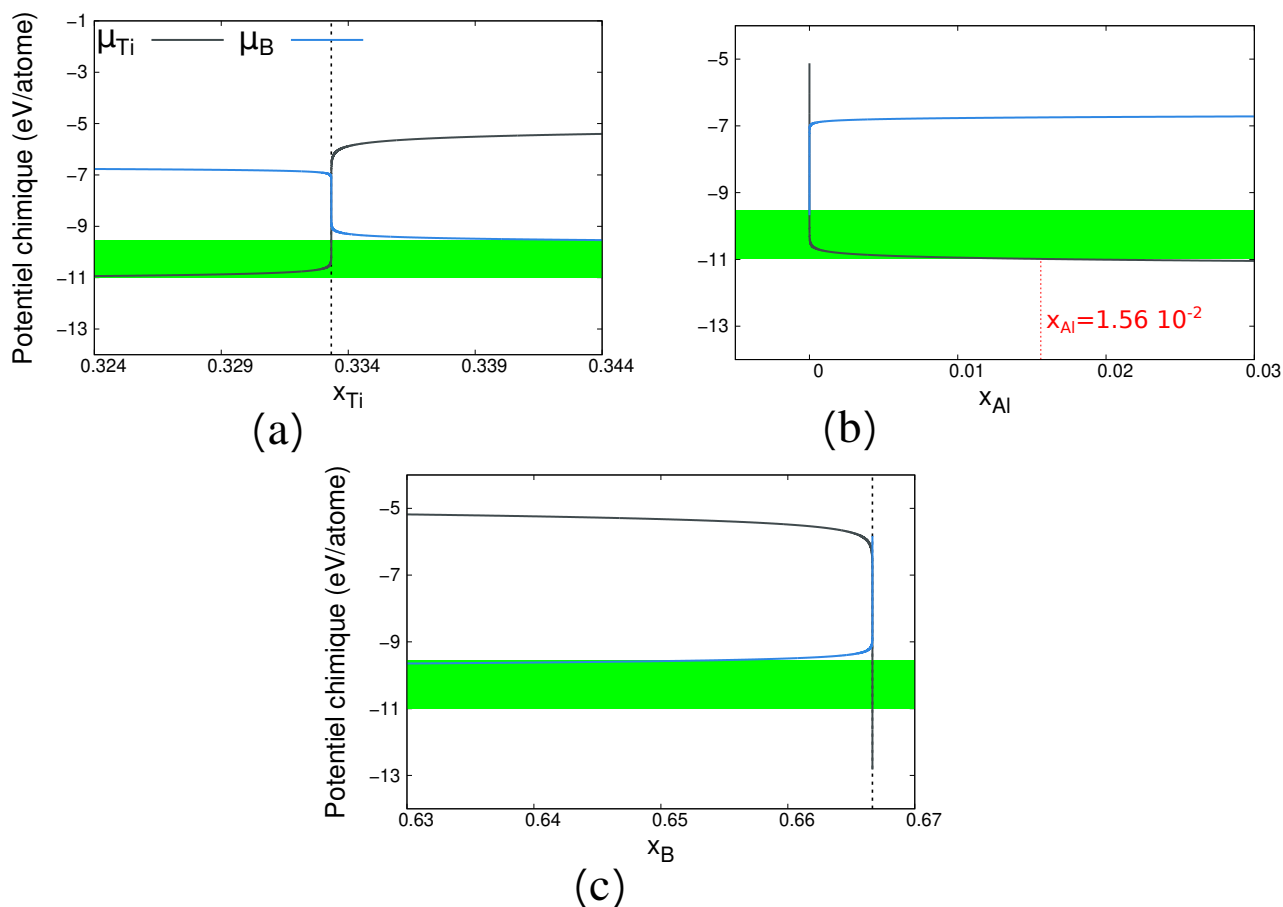 μTi μB
Potentiel chimique (eV/atome)
-1
-3
-5
-7
-9
-11
-13
0.324 0.329 0.334 0.339 0.344
xTi
(a)
-5
-7
-9
-11
-13
xAl=1.56 10-2
0 0.01 0.02 0.03
xAl
(b)
Potentiel chimique (eV/atome)
-5
-7
-9
-11
-13
0.63 0.64 0.65 0.66 0.67
xB
(c)